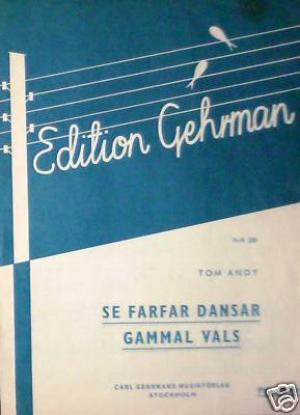 Edition Gehrman
TOM ANDY
SE FARFAR DANSAR
GAMMAL VALS
CARL GEHRMANS MUSIKFÖRLAG
STOCKHOLM